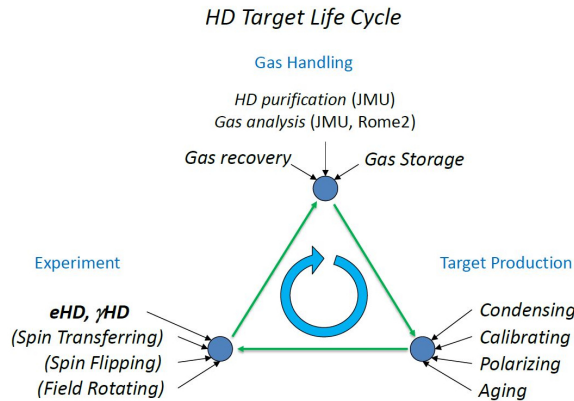 HD Target Life Cycle
Gas Handling
HD purification (JMU)
Gas analysis (JMU, Rome2)
Gas recovery
Gas Storage
Experiment
Target Production
eHD, γHD
(Spin Transferring)
(Spin Flipping)
(Field Rotating)
Condensing
Calibrating
Polarizing
Aging